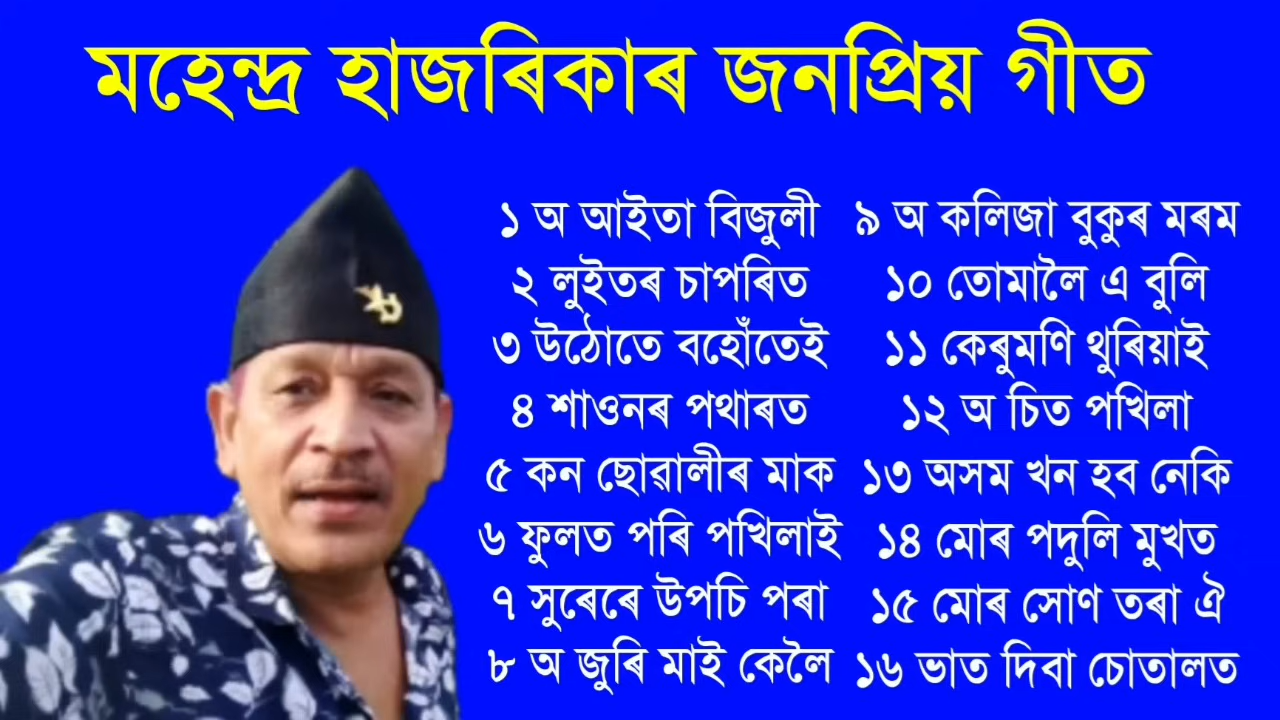 মহেন্দ্ৰ হাজৰিকাৰ জনপ্ৰিয় গীত
১ অ আইতা বিজুলী
২ লুইতৰ চাপৰিত
৩ উঠোতে বহোঁতেই
৪ শাওনৰ পথাৰত
৫ কন ছোৱালীৰ মাক
৬ ফুলত পৰি পখিলাই
৭ সুৰেৰে উপচি পৰা
৮ অ জুৰি মাই কেলৈ
৯ অ কলিজা বুকুৰ মৰম
১০ তোমালৈ এ বুলি
১১ কেৰুমণি থুৰিয়াই
১২ অ চিত পখিলা
১৩ অসম খন হব নেকি
১৪ মোৰ পদুলি মুখত
১৫ মোৰ সোণ তৰা ঐ
১৬ ভাত দিবা চোতালত